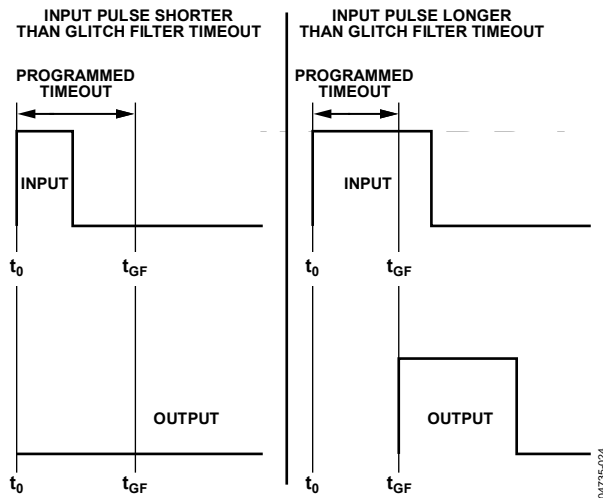 INPUT PULSE SHORTER
THAN GLITCH FILTER TIMEOUT
INPUT PULSE LONGER
THAN GLITCH FILTER TIMEOUT
PROGRAMMED
TIMEOUT
PROGRAMMED
TIMEOUT
INPUT
INPUT
t0
tGF
t0
tGF
OUTPUT
OUTPUT
t0
tGF
t0
tGF
04735-024